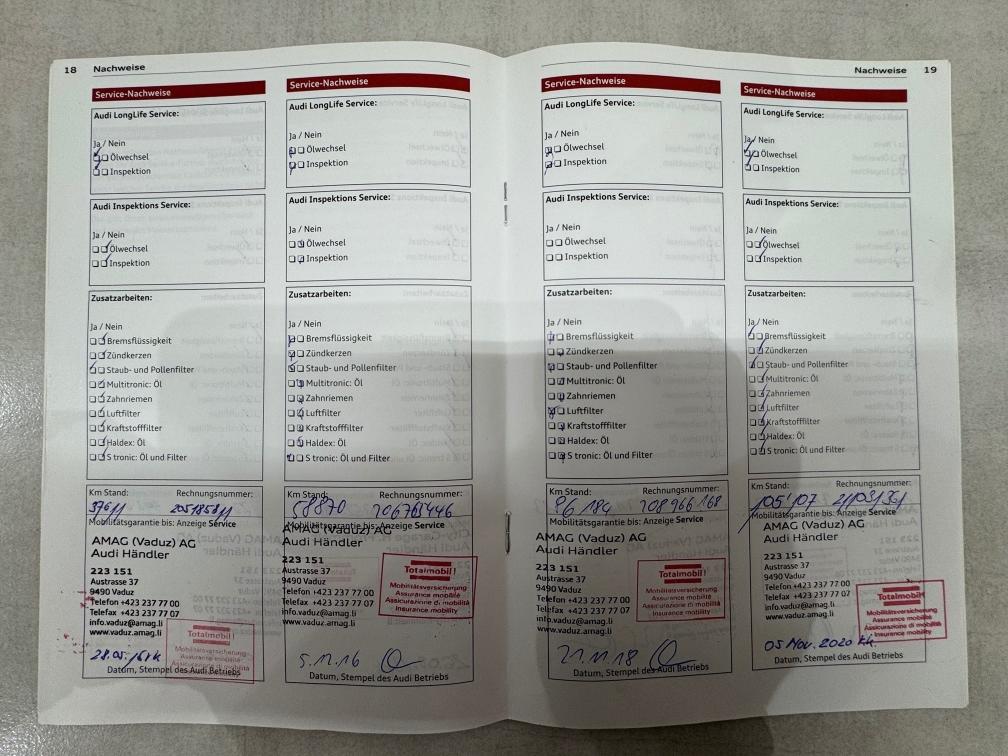 18 Nachweise
Service-Nachweise
Audi LongLife Service:
Ja / Nein
Ölwechsel
Inspektion
Audi Inspektions Service:
Ja / Nein
Ölwechsel
Inspektion
Zusatzarbeiten:
Ja / Nein
Bremsflüssigkeit
Zündkerzen
Staub- und Pollenfilter
Multitronic: Öl
Zahnriemen
Luftfilter
Kraftstofffilter
Haldex: Öl
S tronic: Öl und Filter
Km Stand: Rechnungsnummer:
37611
Mobilitätsgarantie bis: Anzeige Service
AMAG (Vaduz) AG
Audi Händler
223 151
Austrasse 37
9490 Vaduz
Telefon +423 237 77 00
Telefax +423 237 77 07
info.vaduz@amag.li
www.vaduz.amag.li
Totalmobil!
Mobilitätsversicherung
Assurance mobilité
Assicurazione di mobilità
Insurance mobility
28.05.
Datum, Stempel des Audi Betriebs
Service-Nachweise
Audi LongLife Service:
Ja / Nein
Ölwechsel
Inspektion
Audi Inspektions Service:
Ja / Nein
Ölwechsel
Inspektion
Zusatzarbeiten:
Ja / Nein
Bremsflüssigkeit
Zündkerzen
Staub- und Pollenfilter
Multitronic: Öl
Zahnriemen
Luftfilter
Kraftstofffilter
Haldex: Öl
S tronic: Öl und Filter
Km Stand: Rechnungsnummer:
58870 206763446
Mobilitätsgarantie bis: Anzeige Service
AMAG (Vaduz) AG
Audi Händler
223 151
Austrasse 37
9490 Vaduz
Telefon +423 237 77 00
Telefax +423 237 77 07
info.vaduz@amag.li
www.vaduz.amag.li
Totalmobil!
Mobilitätsversicherung
Assurance mobilité
Assicurazione di mobilità
Insurance mobility
5.12.16
Datum, Stempel des Audi Betriebs
Nachweise 19
Service-Nachweise
Audi LongLife Service:
Ja / Nein
Ölwechsel
Inspektion
Audi Inspektions Service:
Ja / Nein
Ölwechsel
Inspektion
Zusatzarbeiten:
Ja / Nein
Bremsflüssigkeit
Zündkerzen
Staub- und Pollenfilter
Multitronic: Öl
Zahnriemen
Luftfilter
Kraftstofffilter
Haldex: Öl
S tronic: Öl und Filter
Km Stand: Rechnungsnummer:
86 184 208 966 168
Mobilitätsgarantie bis: Anzeige Service
AMAG (Vaduz) AG
Audi Händler
223 151
Austrasse 37
9490 Vaduz
Telefon +423 237 77 00
Telefax +423 237 77 07
info.vaduz@amag.li
www.vaduz.amag.li
Totalmobil!
Mobilitätsversicherung
Assurance mobilité
Assicurazione di mobilità
Insurance mobility
21.11.18
Datum, Stempel des Audi Betriebs
Service-Nachweise
Audi LongLife Service:
Ja / Nein
Ölwechsel
Inspektion
Audi Inspektions Service:
Ja / Nein
Ölwechsel
Inspektion
Zusatzarbeiten:
Ja / Nein
Bremsflüssigkeit
Zündkerzen
Staub- und Pollenfilter
Multitronic: Öl
Zahnriemen
Luftfilter
Kraftstofffilter
Haldex: Öl
S tronic: Öl und Filter
Km Stand: Rechnungsnummer:
105'107
Mobilitätsgarantie bis: Anzeige Service
AMAG (Vaduz) AG
Audi Händler
223 151
Austrasse 37
9490 Vaduz
Telefon +423 237 77 00
Telefax +423 237 77 07
info.vaduz@amag.li
www.vaduz.amag.li
Totalmobil!
Mobilitätsversicherung
Assurance mobilité
Assicurazione di mobilità
Insurance mobility
05 Nov. 2020
Datum, Stempel des Audi Betriebs